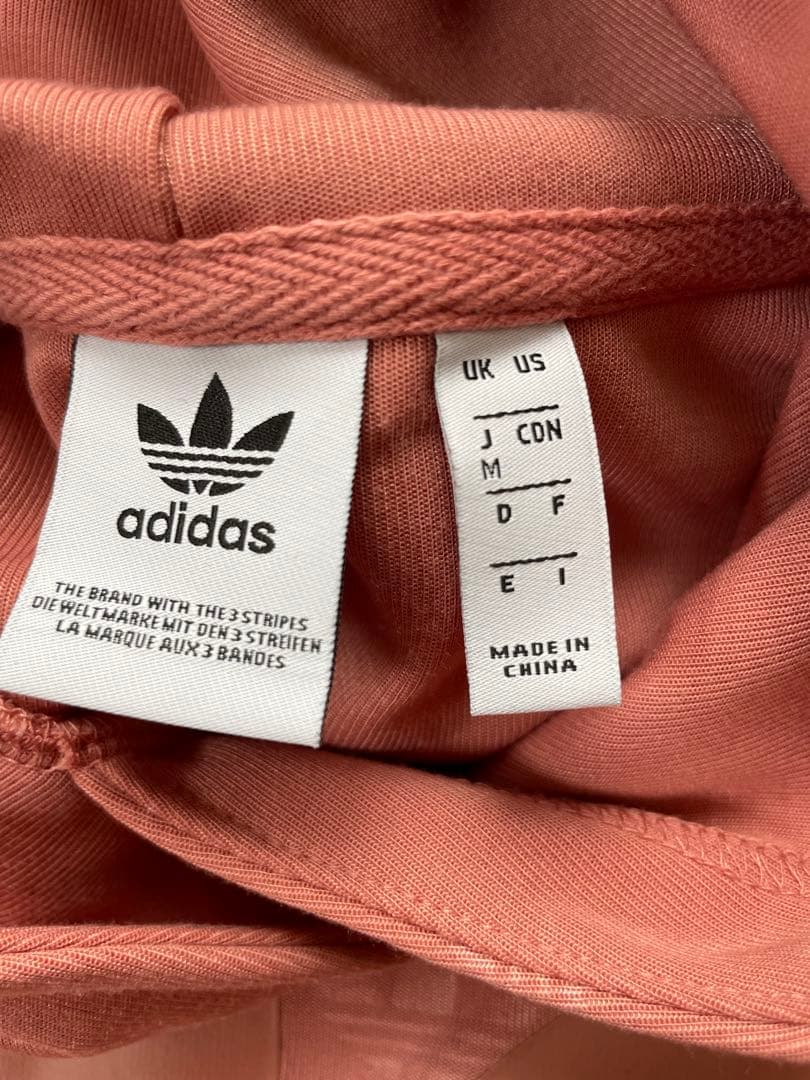 adidas
THE BRAND WITH THE 3 STRIPES
DIE WELTMARKE MIT DEN 3 STREIFEN
LA MARQUE AUX 3 BANDES
UK US
J CDN
M
D F
E I
MADE IN
CHINA